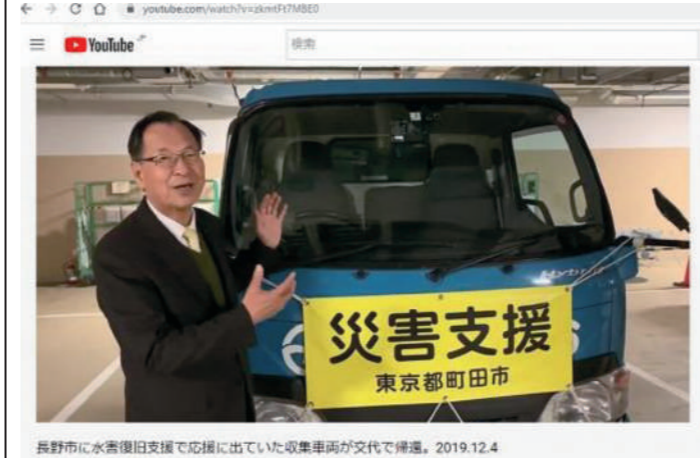 youtube.com/watch?v=zkmtFt7MBE0
YouTube JP
検索
災害支援
東京都町田市
長野市に水害復旧支援で応援に出ていた収集車両が交代で帰還。2019.12.4